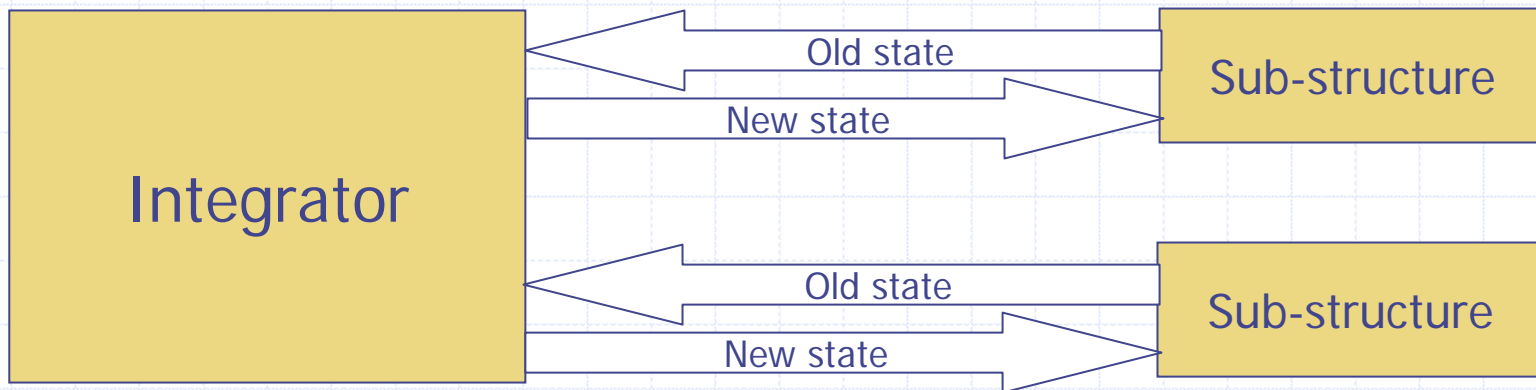 Integrator
Old state
New state
Sub-structure
Old state
New state
Sub-structure